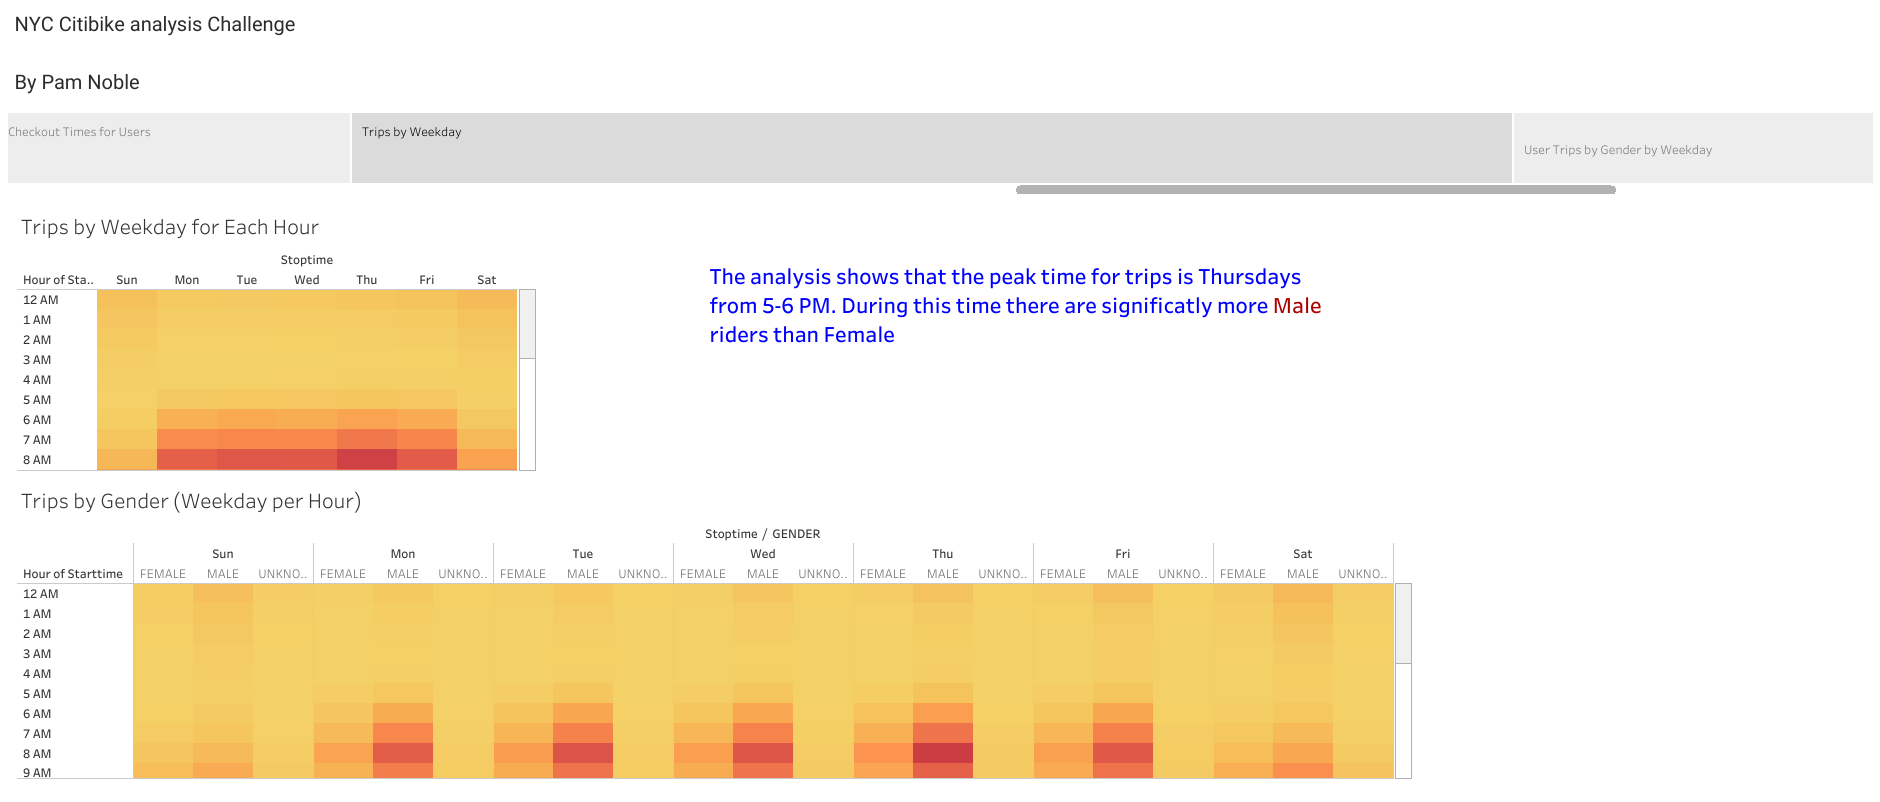 NYC Citibike analysis Challenge
By Pam Noble
Checkout Times for Users
Trips by Weekday
User Trips by Gender by Weekday
Trips by Weekday for Each Hour
Stoptime
Hour of Sta.. Sun Mon Tue Wed Thu Fri Sat
12 AM
1 AM
2 AM
3 AM
4 AM
5 AM
6 AM
7 AM
8 AM
The analysis shows that the peak time for trips is Thursdays
from 5-6 PM. During this time there are significatly more Male
riders than Female
Trips by Gender (Weekday per Hour)
Stoptime / GENDER
Sun Mon Tue Wed Thu Fri Sat
Hour of Starttime FEMALE MALE UNKNO.. FEMALE MALE UNKNO.. FEMALE MALE UNKNO.. FEMALE MALE UNKNO.. FEMALE MALE UNKNO.. FEMALE MALE UNKNO.. FEMALE MALE UNKNO..
12 AM
1 AM
2 AM
3 AM
4 AM
5 AM
6 AM
7 AM
8 AM
9 AM